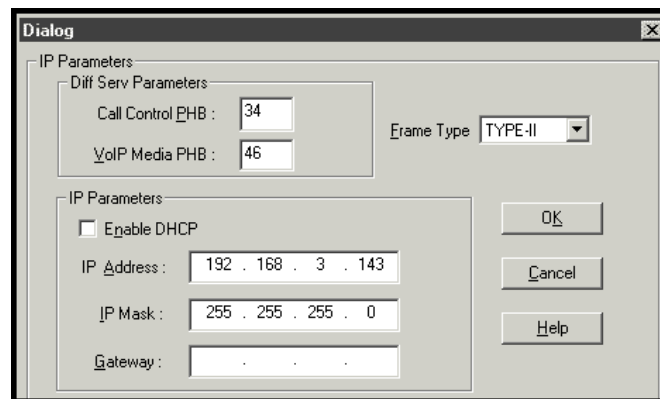 Dialog
IP Parameters
Diff Serv Parameters
Call Control PHB : 34
VoIP Media PHB : 46
Frame Type TYPE-II
IP Parameters
Enable DHCP
IP Address : 192 . 168 . 3 . 143
IP Mask : 255 . 255 . 255 . 0
Gateway : . . .
OK
Cancel
Help